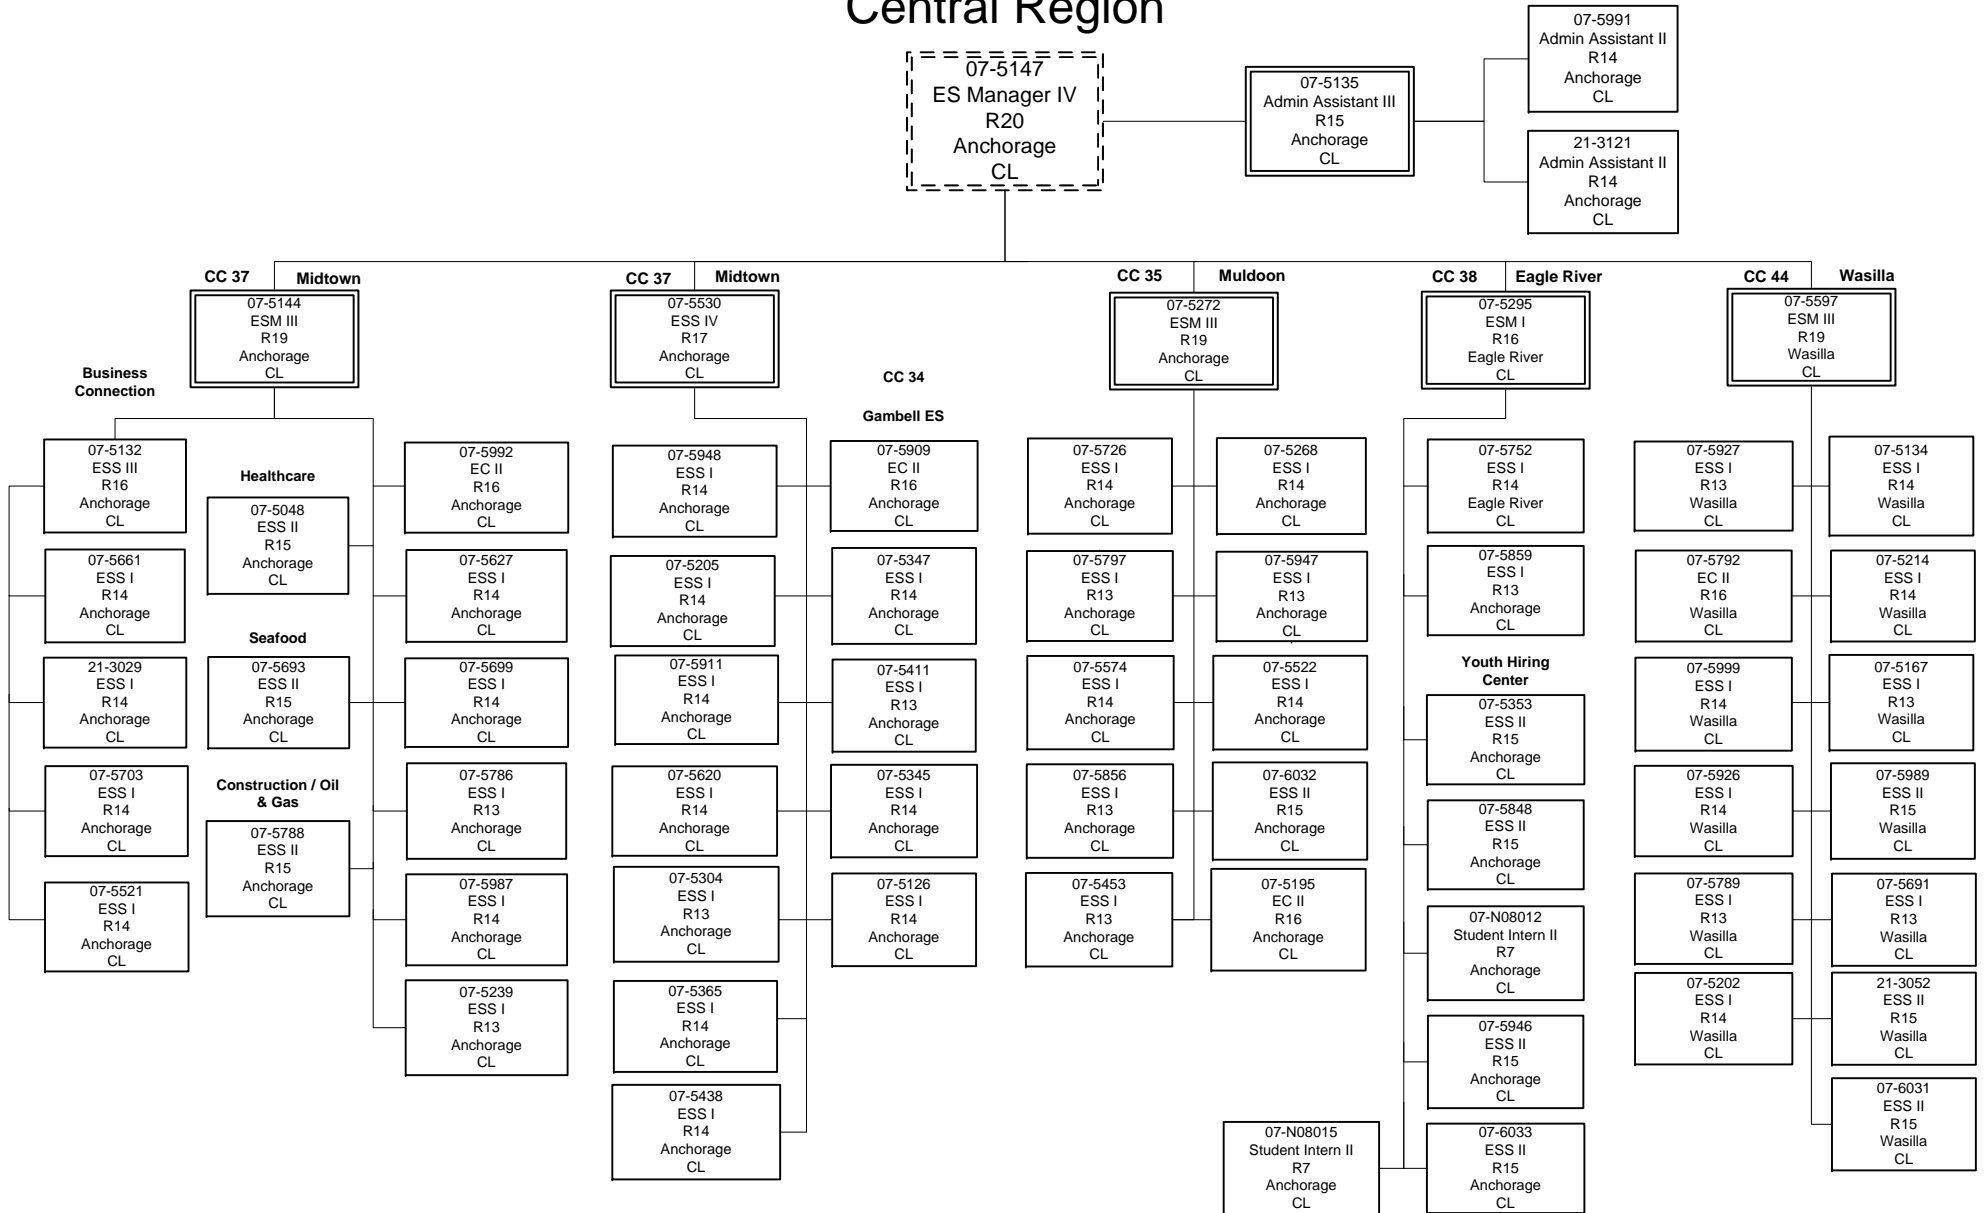 Central Region
07-5147
ES Manager IV
R20
Anchorage
CL
07-5135
Admin Assistant III
R15
Anchorage
CL
07-5991
Admin Assistant II
R14
Anchorage
CL
21-3121
Admin Assistant II
R14
Anchorage
CL
CC 37 Midtown
07-5144
ESM III
R19
Anchorage
CL
Business
Connection
07-5132
ESS III
R16
Anchorage
CL
07-5661
ESS I
R14
Anchorage
CL
21-3029
ESS I
R14
Anchorage
CL
07-5703
ESS I
R14
Anchorage
CL
07-5521
ESS I
R14
Anchorage
CL
Healthcare
07-5048
ESS II
R15
Anchorage
CL
Seafood
07-5693
ESS II
R15
Anchorage
CL
Construction / Oil
& Gas
07-5788
ESS II
R15
Anchorage
CL
07-5992
EC II
R16
Anchorage
CL
07-5627
ESS I
R14
Anchorage
CL
07-5699
ESS I
R14
Anchorage
CL
07-5786
ESS I
R13
Anchorage
CL
07-5987
ESS I
R14
Anchorage
CL
07-5239
ESS I
R13
Anchorage
CL
CC 37 Midtown
07-5530
ESS IV
R17
Anchorage
CL
07-5948
ESS I
R14
Anchorage
CL
07-5205
ESS I
R14
Anchorage
CL
07-5911
ESS I
R14
Anchorage
CL
07-5620
ESS I
R14
Anchorage
CL
07-5304
ESS I
R13
Anchorage
CL
07-5365
ESS I
R14
Anchorage
CL
07-5438
ESS I
R14
Anchorage
CL
CC 34
Gambell ES
07-5909
EC II
R16
Anchorage
CL
07-5347
ESS I
R14
Anchorage
CL
07-5411
ESS I
R13
Anchorage
CL
07-5345
ESS I
R14
Anchorage
CL
07-5126
ESS I
R14
Anchorage
CL
CC 35 Muldoon
07-5272
ESM III
R19
Anchorage
CL
07-5726
ESS I
R14
Anchorage
CL
07-5797
ESS I
R13
Anchorage
CL
07-5574
ESS I
R14
Anchorage
CL
07-5856
ESS I
R13
Anchorage
CL
07-5453
ESS I
R13
Anchorage
CL
07-5268
ESS I
R14
Anchorage
CL
07-5947
ESS I
R13
Anchorage
CL
07-5522
ESS I
R14
Anchorage
CL
07-6032
ESS II
R15
Anchorage
CL
07-5195
EC II
R16
Anchorage
CL
CC 38 Eagle River
07-5295
ESM I
R16
Eagle River
CL
07-5752
ESS I
R14
Eagle River
CL
07-5859
ESS I
R13
Anchorage
CL
Youth Hiring
Center
07-5353
ESS II
R15
Anchorage
CL
07-5848
ESS II
R15
Anchorage
CL
07-N08012
Student Intern II
R7
Anchorage
CL
07-5946
ESS II
R15
Anchorage
CL
07-N08015
Student Intern II
R7
Anchorage
CL
07-6033
ESS II
R15
Anchorage
CL
CC 44 Wasilla
07-5597
ESM III
R19
Wasilla
CL
07-5927
ESS I
R13
Wasilla
CL
07-5792
EC II
R16
Wasilla
CL
07-5999
ESS I
R14
Wasilla
CL
07-5926
ESS I
R14
Wasilla
CL
07-5789
ESS I
R13
Wasilla
CL
07-5202
ESS I
R14
Wasilla
CL
07-5134
ESS I
R14
Wasilla
CL
07-5214
ESS I
R14
Wasilla
CL
07-5167
ESS I
R13
Wasilla
CL
07-5989
ESS II
R15
Wasilla
CL
07-5691
ESS I
R13
Wasilla
CL
21-3052
ESS II
R15
Wasilla
CL
07-6031
ESS II
R15
Wasilla
CL